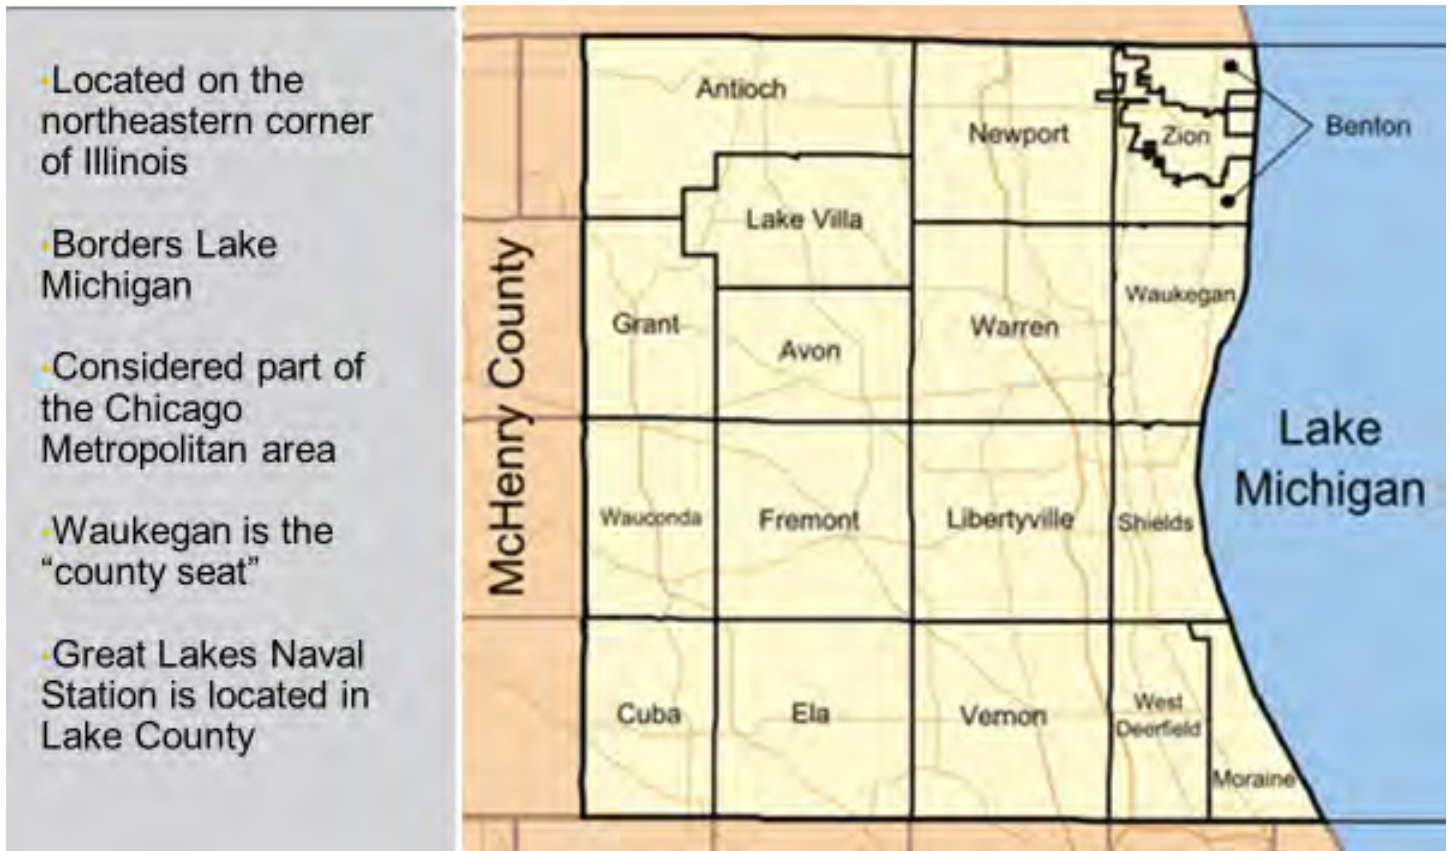 •Located on the
northeastern corner
of Illinois
•Borders Lake
Michigan
•Considered part of
the Chicago
Metropolitan area
•Waukegan is the
“county seat”
•Great Lakes Naval
Station is located in
Lake County
McHenry County
Antioch
Newport
Zion
Benton
Lake Villa
Waukegan
Grant
Avon
Warren
Lake
Michigan
Wauconda
Fremont
Libertyville
Shields
Cuba
Ela
Vernon
West
Deerfield
Moraine